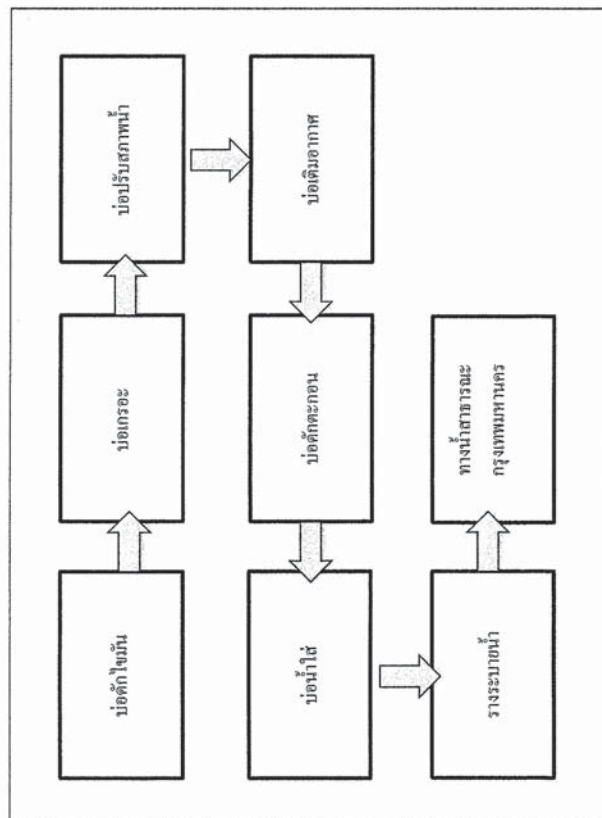 บ่อดักไขมัน
บ่อเกรอะ
บ่อปรับสภาพน้ำ
บ่อเติมอากาศ
บ่อดักตะกอน
บ่อน้ำใส่
รางระบายน้ำ
ทางน้ำสาธารณะ
กรุงเทพมหานคร